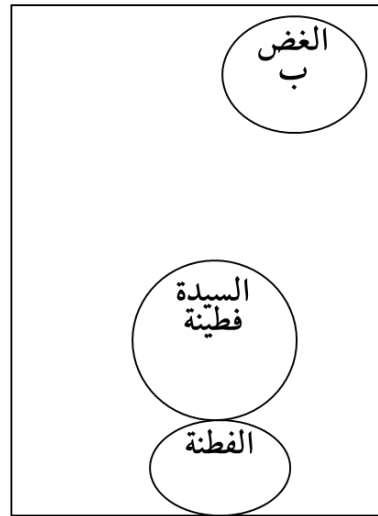 الغض
ب
السيدة
فطينة
الفطنة